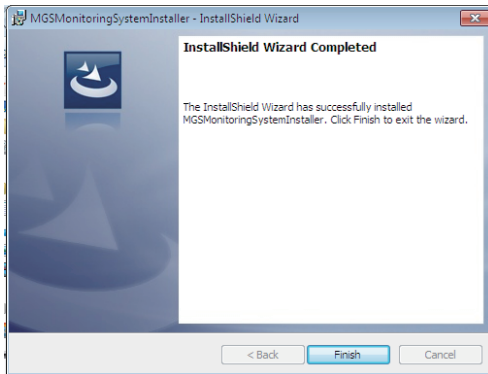 MGSMonitoringSystemInstaller - InstallShield Wizard
InstallShield Wizard Completed
The InstallShield Wizard has successfully installed
MGSMonitoringSystemInstaller. Click Finish to exit the wizard.
< Back
Finish
Cancel